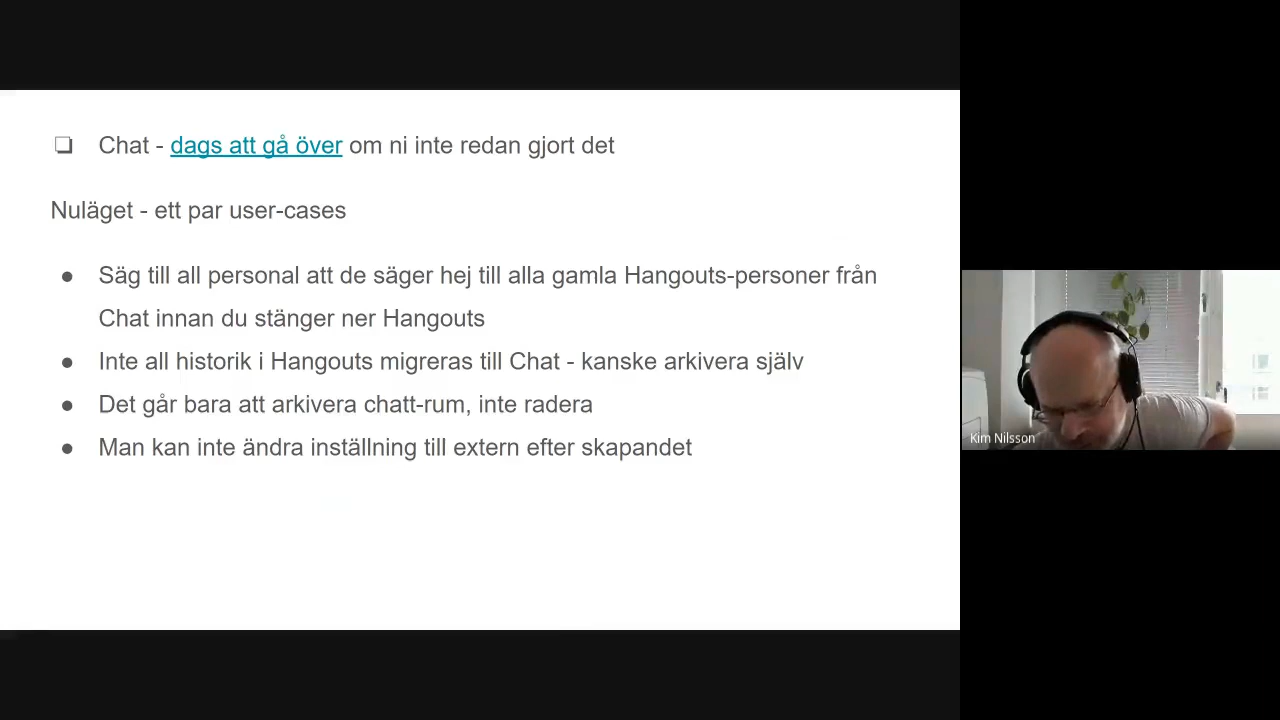 Chat - dags att gå över om ni inte redan gjort det
Nuläget - ett par user-cases
Säg till all personal att de säger hej till alla gamla Hangouts-personer från
Chat innan du stänger ner Hangouts
Inte all historik i Hangouts migreras till Chat - kanske arkivera själv
Det går bara att arkivera chatt-rum, inte radera
Man kan inte ändra inställning till extern efter skapandet
Kim Nilsson